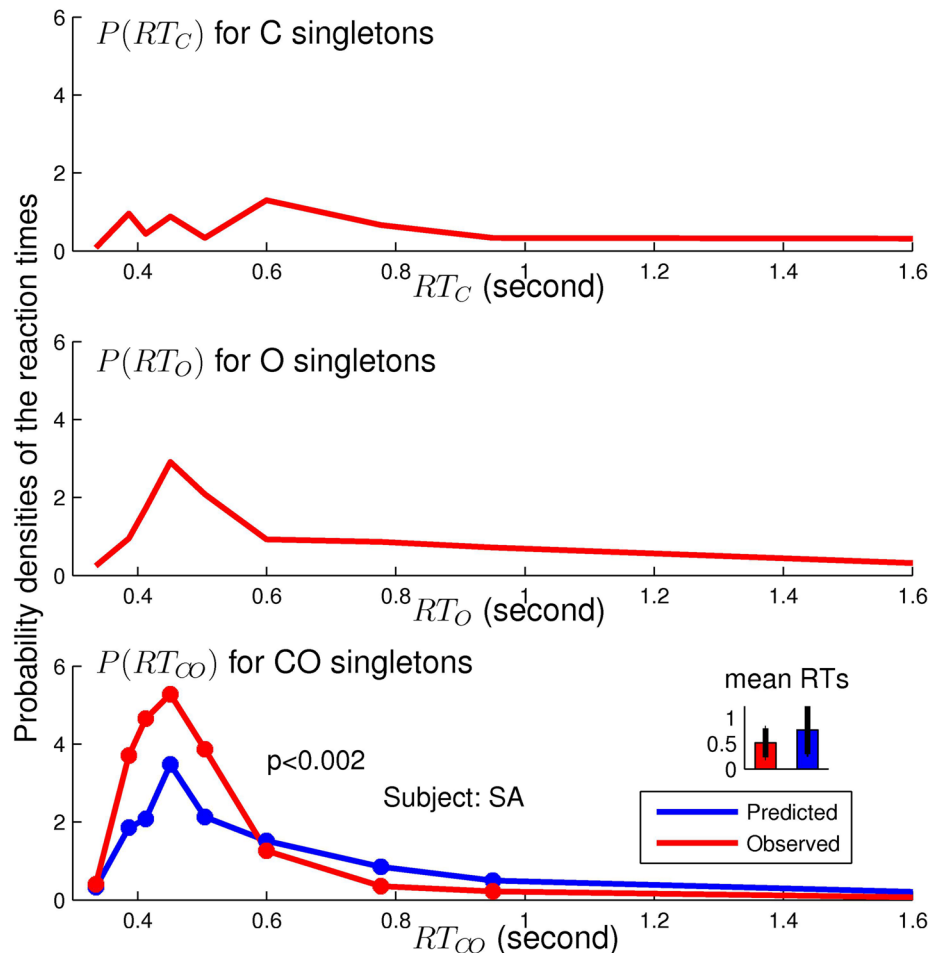 Probability densities of the reaction times
P(RT_C) for C singletons
6
4
2
0
0.4 0.6 0.8 1 1.2 1.4 1.6
RT_C (second)
P(RT_O) for O singletons
6
4
2
0
0.4 0.6 0.8 1 1.2 1.4 1.6
RT_O (second)
P(RT_CO) for CO singletons
6
4
2
0
p<0.002
Subject: SA
mean RTs
1
0.5
0
Predicted
Observed
0.4 0.6 0.8 1 1.2 1.4 1.6
RT_CO (second)